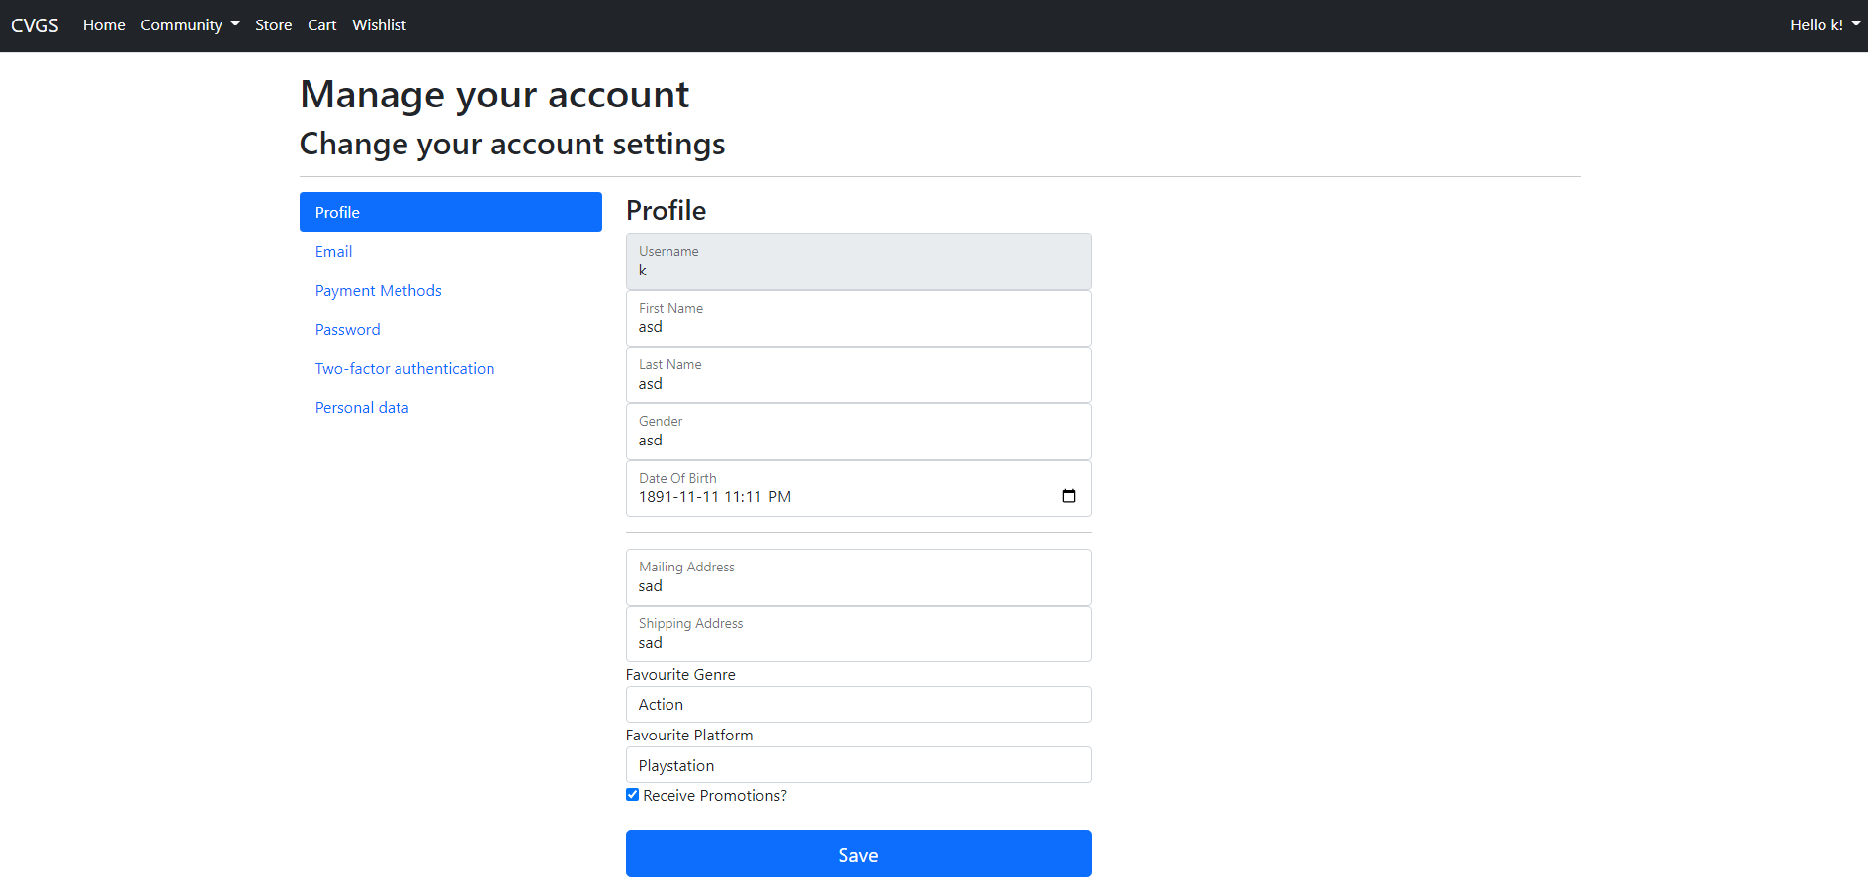 CVGS Home Community Store Cart Wishlist Hello k!
Manage your account
Change your account settings
Profile
Email
Payment Methods
Password
Two-factor authentication
Personal data
Profile
Username
k
First Name
asd
Last Name
asd
Gender
asd
Date Of Birth
1891-11-11 11:11 PM
Mailing Address
sad
Shipping Address
sad
Favourite Genre
Action
Favourite Platform
Playstation
Receive Promotions?
Save